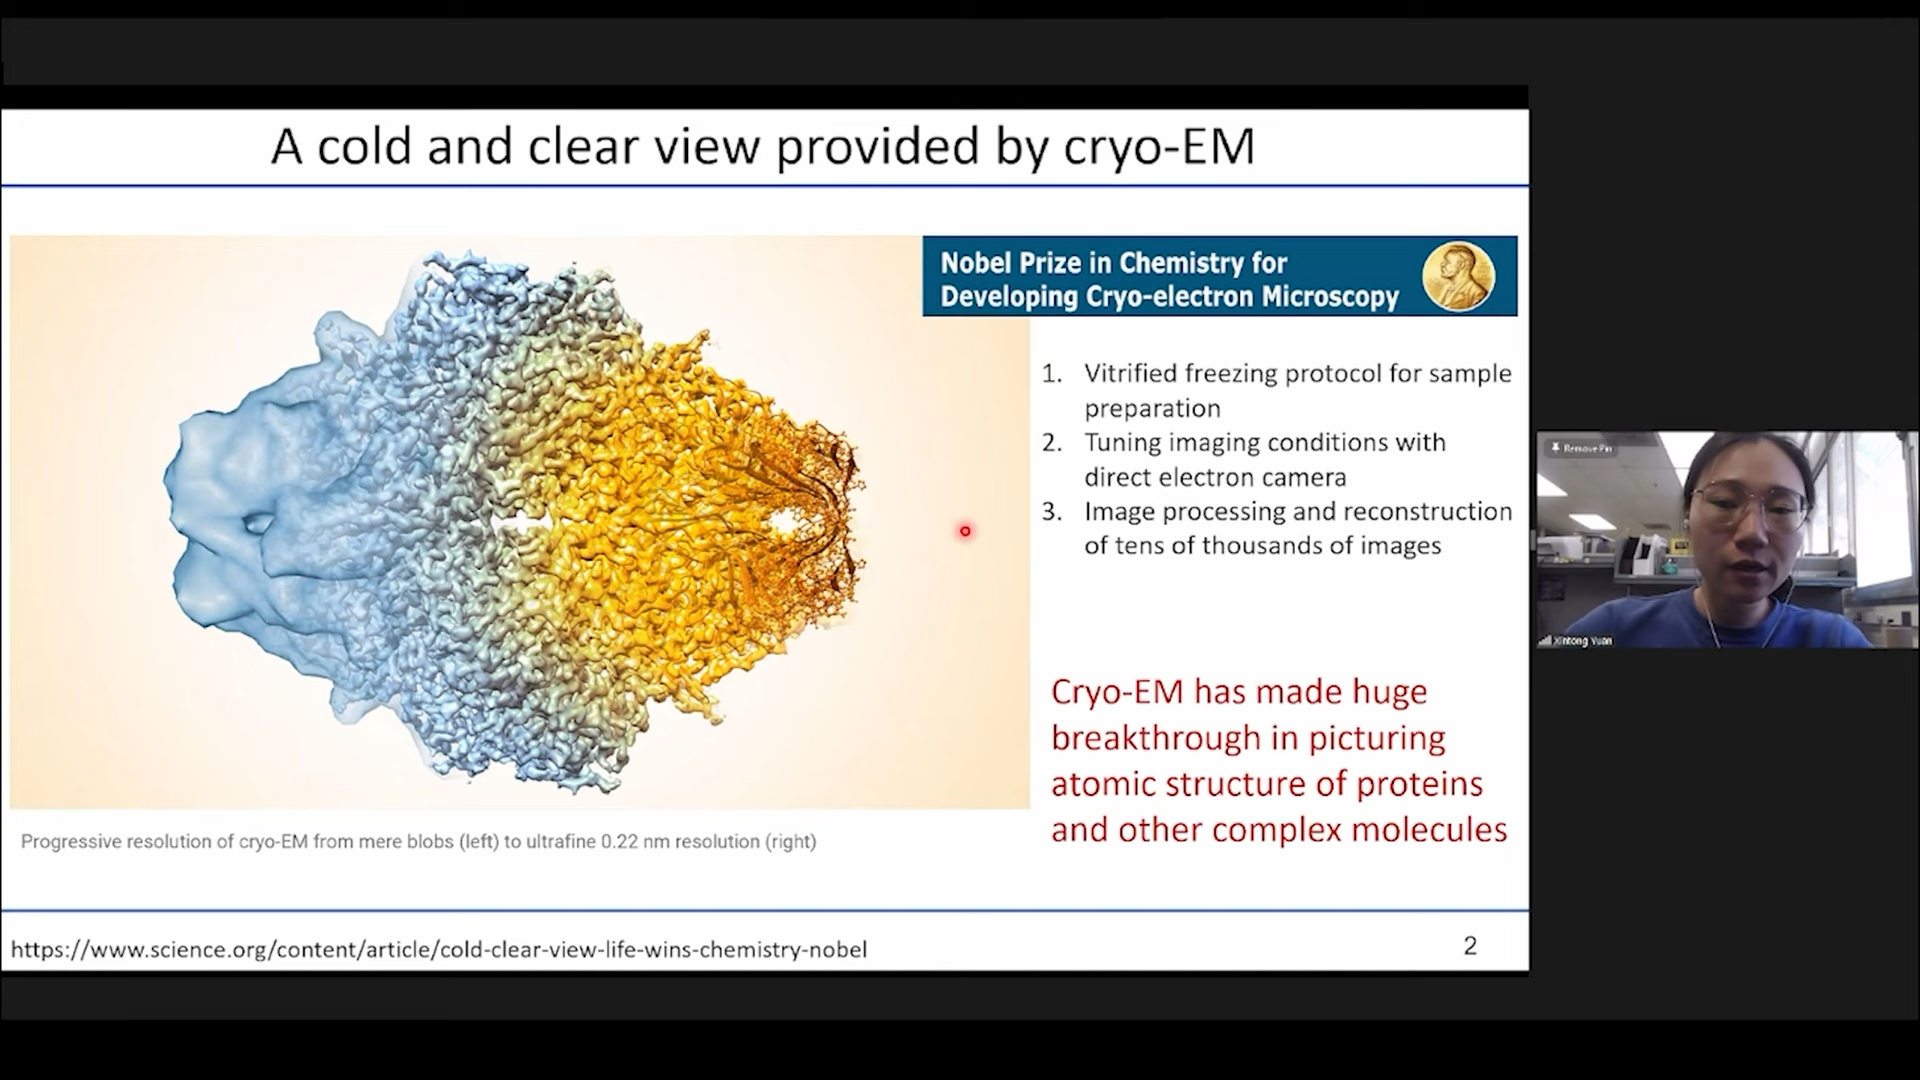 A cold and clear view provided by cryo-EM
Nobel Prize in Chemistry for
Developing Cryo-electron Microscopy
1. Vitrified freezing protocol for sample
preparation
2. Tuning imaging conditions with
direct electron camera
3. Image processing and reconstruction
of tens of thousands of images
Cryo-EM has made huge
breakthrough in picturing
atomic structure of proteins
and other complex molecules
Progressive resolution of cryo-EM from mere blobs (left) to ultrafine 0.22 nm resolution (right)
https://www.science.org/content/article/cold-clear-view-life-wins-chemistry-nobel
2
Remove Pin
Xintong Yuan